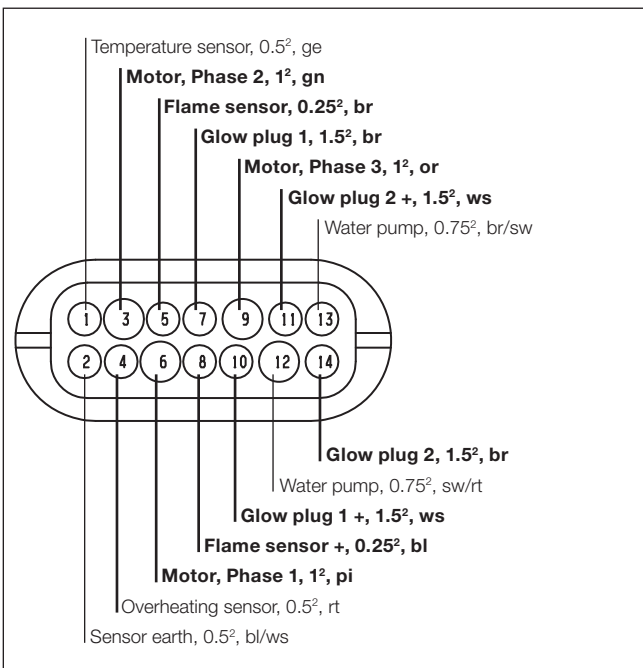 Temperature sensor, 0.5², ge
Motor, Phase 2, 1², gn
Flame sensor, 0.25², br
Glow plug 1, 1.5², br
Motor, Phase 3, 1², or
Glow plug 2 +, 1.5², ws
Water pump, 0.75², br/sw
1 3 5 7 9 11 13
2 4 6 8 10 12 14
Glow plug 2, 1.5², br
Water pump, 0.75², sw/rt
Glow plug 1 +, 1.5², ws
Flame sensor +, 0.25², bl
Motor, Phase 1, 1², pi
Overheating sensor, 0.5², rt
Sensor earth, 0.5², bl/ws